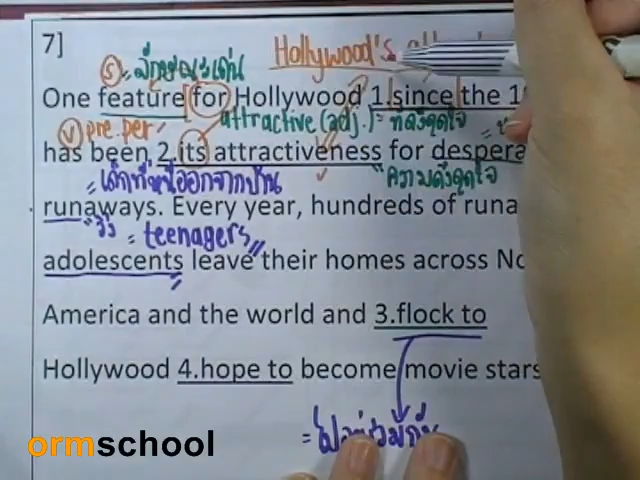 7]
Hollywood's
(S) = ลักษณะเด่น
One feature for Hollywood 1.since the 1
(V) pre.per. attractive (adj.) = ที่ดึงดูดใจ
has been 2.its attractiveness for despera
= เด็กที่หนีออกจากบ้าน "ความดึงดูดใจ
runaways. Every year, hundreds of runa
"วิ่ง = teenagers
adolescents leave their homes across No
America and the world and 3.flock to
Hollywood 4.hope to become movie stars
ormschool